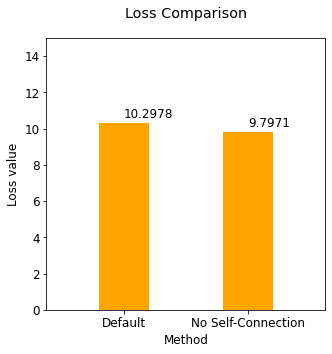 Loss Comparison
14
12
10
8
6
4
2
0
Loss value
10.2978
9.7971
Default
No Self-Connection
Method